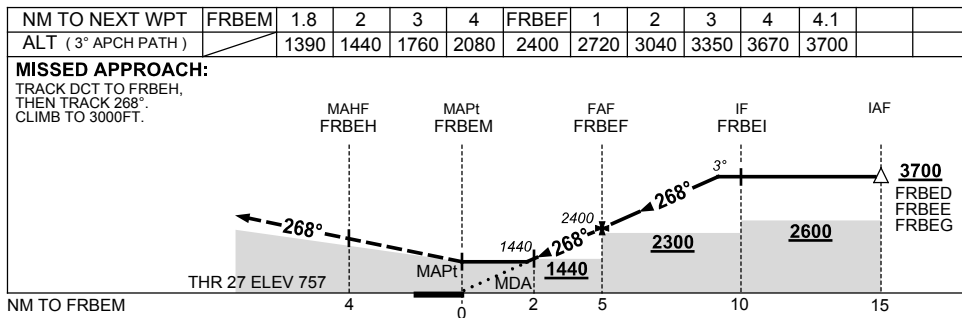 NM TO NEXT WPT FRBEM 1.8 2 3 4 FRBEF 1 2 3 4 4.1
ALT ( 3° APCH PATH ) 1390 1440 1760 2080 2400 2720 3040 3350 3670 3700
MISSED APPROACH:
TRACK DCT TO FRBEH,
THEN TRACK 268°.
CLIMB TO 3000FT.
MAHF MAPt FAF IF IAF
FRBEH FRBEM FRBEF FRBEI
3° 3700
268° FRBED
2400 FRBEE
268° 1440 268° 2300 2600 FRBEG
MAPt 1440
THR 27 ELEV 757 MDA
NM TO FRBEM 4 0 2 5 10 15